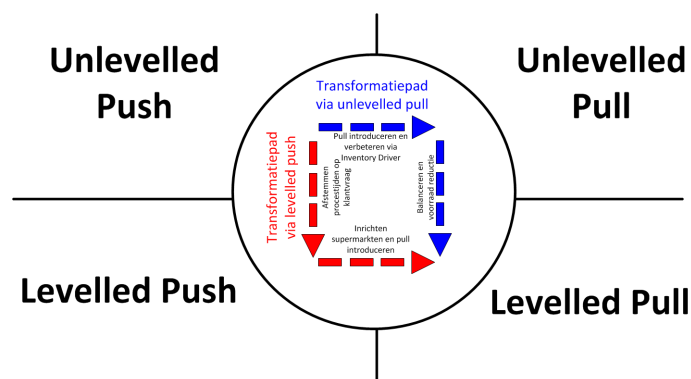 Unlevelled
Push
Unlevelled
Pull
Transformatiepad
via unlevelled pull
Pull introduceren en
verbeteren via
Inventory Driver
Transformatiepad
via levelled push
Afstemmen
procestijden op
klantvraag
Balanceren en
voorraad reductie
Inrichten
supermarkten en pull
introduceren
Levelled Push
Levelled Pull